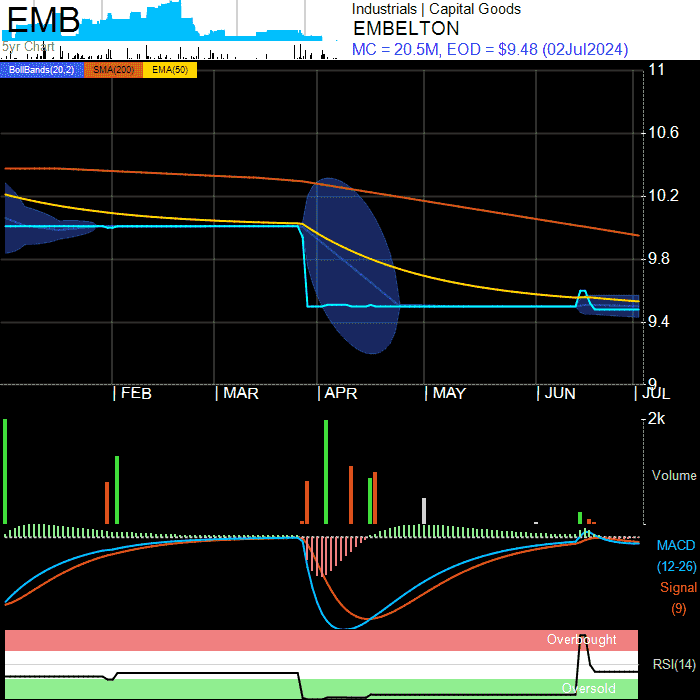 EMB
5yr Chart
Industrials | Capital Goods
EMBELTON
MC = 20.5M, EOD = $9.48 (02Jul2024)
BollBands(20,2) SMA(200) EMA(50)
11
10.6
10.2
9.8
9.4
9
FEB MAR APR MAY JUN JUL
2k
Volume
MACD
(12-26)
Signal
(9)
Overbought
RSI(14)
Oversold